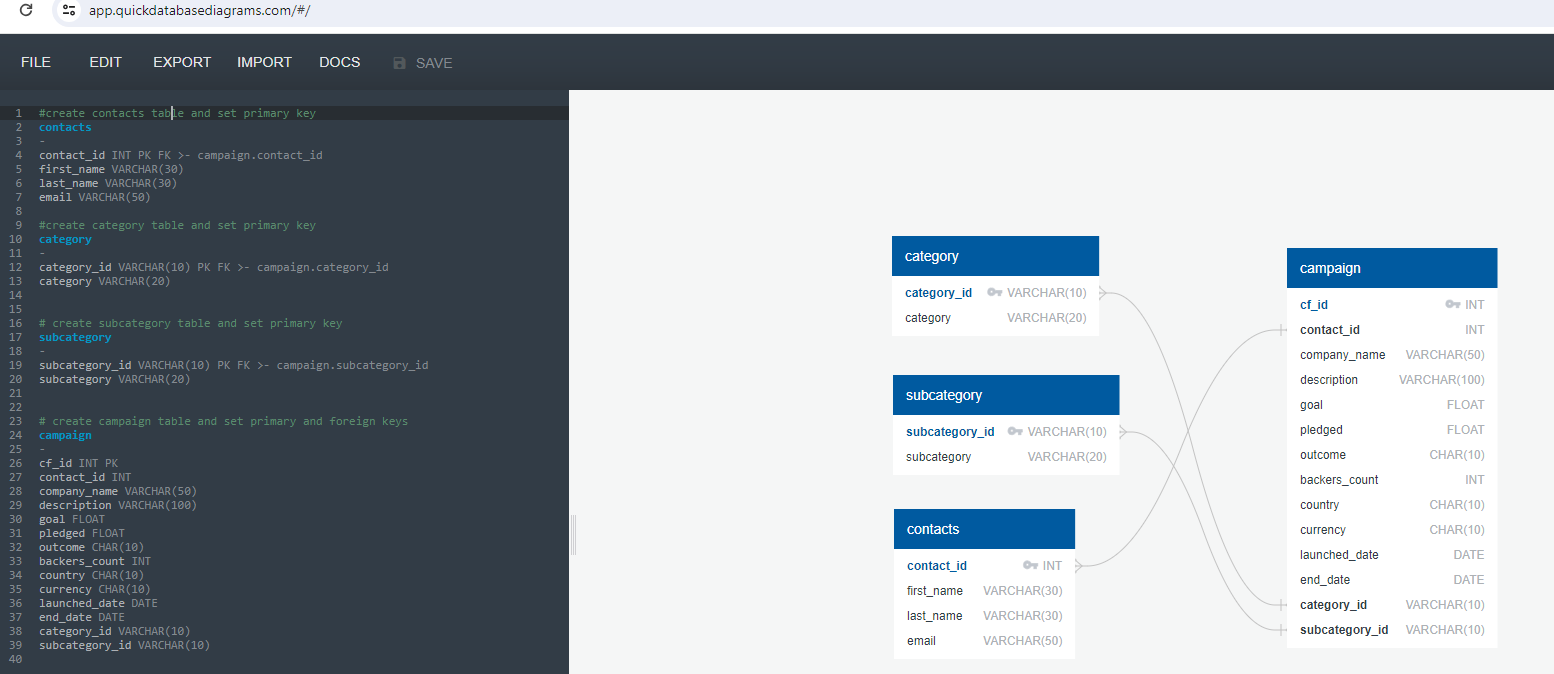 app.quickdatabasediagrams.com/#/
FILE EDIT EXPORT IMPORT DOCS SAVE
1 #create contacts table and set primary key
2 contacts
3 -
4 contact_id INT PK FK >- campaign.contact_id
5 first_name VARCHAR(30)
6 last_name VARCHAR(30)
7 email VARCHAR(50)
8
9 #create category table and set primary key
10 category
11 -
12 category_id VARCHAR(10) PK FK >- campaign.category_id
13 category VARCHAR(20)
14
15
16 # create subcategory table and set primary key
17 subcategory
18 -
19 subcategory_id VARCHAR(10) PK FK >- campaign.subcategory_id
20 subcategory VARCHAR(20)
21
22
23 # create campaign table and set primary and foreign keys
24 campaign
25 -
26 cf_id INT PK
27 contact_id INT
28 company_name VARCHAR(50)
29 description VARCHAR(100)
30 goal FLOAT
31 pledged FLOAT
32 outcome CHAR(10)
33 backers_count INT
34 country CHAR(10)
35 currency CHAR(10)
36 launched_date DATE
37 end_date DATE
38 category_id VARCHAR(10)
39 subcategory_id VARCHAR(10)
40
category
category_id VARCHAR(10)
category VARCHAR(20)
subcategory
subcategory_id VARCHAR(10)
subcategory VARCHAR(20)
contacts
contact_id INT
first_name VARCHAR(30)
last_name VARCHAR(30)
email VARCHAR(50)
campaign
cf_id INT
contact_id INT
company_name VARCHAR(50)
description VARCHAR(100)
goal FLOAT
pledged FLOAT
outcome CHAR(10)
backers_count INT
country CHAR(10)
currency CHAR(10)
launched_date DATE
end_date DATE
category_id VARCHAR(10)
subcategory_id VARCHAR(10)